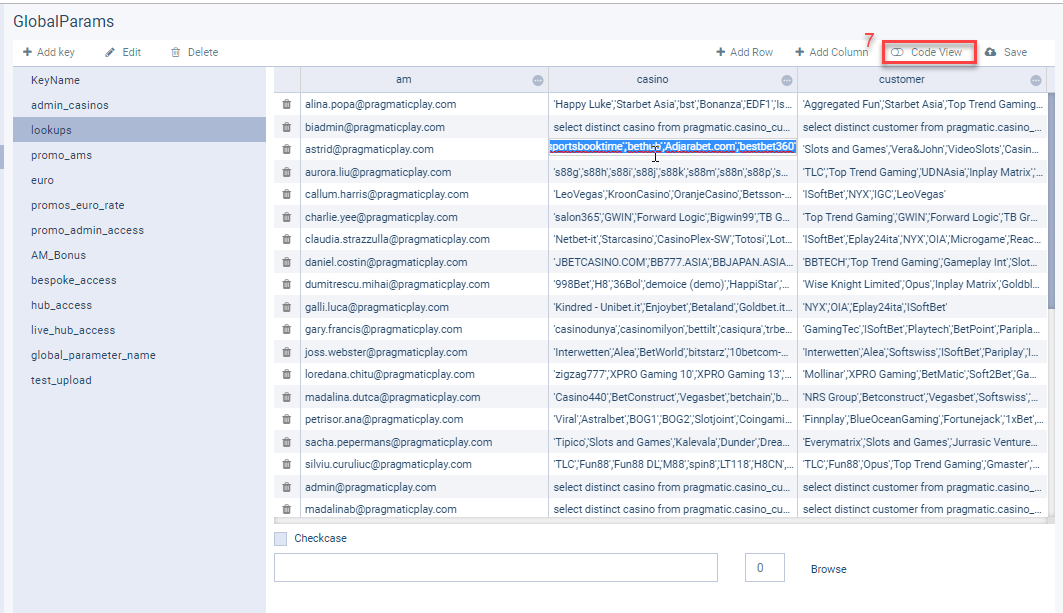 GlobalParams
Add key Edit Delete Add Row Add Column 7 Code View Save
KeyName
admin_casinos
lookups
promo_ams
euro
promos_euro_rate
promo_admin_access
AM_Bonus
bespoke_access
hub_access
live_hub_access
global_parameter_name
test_upload
am casino customer
alina.popa@pragmaticplay.com 'Happy Luke','Starbet Asia','bst','Bonanza','EDF1','Is... 'Aggregated Fun','Starbet Asia','Top Trend Gaming...
biadmin@pragmaticplay.com select distinct casino from pragmatic.casino_cu... select distinct customer from pragmatic.casino_...
astrid@pragmaticplay.com sportsbooktime','bethub','Adjarabet.com','bestbet360' 'Slots and Games','Vera&John','VideoSlots','Casin...
aurora.liu@pragmaticplay.com 's88g','s88h','s88i','s88j','s88k','s88m','s88n','s88p','s... 'TLC','Top Trend Gaming','UDNAsia','Inplay Matrix',...
callum.harris@pragmaticplay.com 'LeoVegas','KroonCasino','OranjeCasino','Betsson-... 'ISoftBet','NYX','IGC','LeoVegas'
charlie.yee@pragmaticplay.com 'salon365','GWIN','Forward Logic','Bigwin99','TB G... 'Top Trend Gaming','GWIN','Forward Logic','TB Gr...
claudia.strazzulla@pragmaticplay.com 'Netbet-it','Starcasino','CasinoPlex-SW','Totosi','Lot... 'ISoftBet','Eplay24ita','NYX','OIA','Microgame','Reac...
daniel.costin@pragmaticplay.com 'JBETCASINO.COM','BB777.ASIA','BBJAPAN.ASIA... 'BBTECH','Top Trend Gaming','Gameplay Int','Slot...
dumitrescu.mihai@pragmaticplay.com '998Bet','H8','36Bol','demoice (demo)','HappiStar',... 'Wise Knight Limited','Opus','Inplay Matrix','Goldbl...
galli.luca@pragmaticplay.com 'Kindred - Unibet.it','Enjoybet','Betaland','Goldbet.it... 'NYX','OIA','Eplay24ita','ISoftBet'
gary.francis@pragmaticplay.com 'casinodunya','casinomilyon','bettilt','casiqura','trbe... 'GamingTec','ISoftBet','Playtech','BetPoint','Paripla...
joss.webster@pragmaticplay.com 'Interwetten','Alea','BetWorld','bitstarz','10betcom-... 'Interwetten','Alea','Softswiss','ISoftBet','Pariplay','I...
loredana.chitu@pragmaticplay.com 'zigzag777','XPRO Gaming 10','XPRO Gaming 13',... 'Mollinar','XPRO Gaming','BetMatic','Soft2Bet','Ga...
madalina.dutca@pragmaticplay.com 'Casino440','BetConstruct','Vegasbet','betchain','b... 'NRS Group','Betconstruct','Vegasbet','Softswiss',...
petrisor.ana@pragmaticplay.com 'Viral','Astralbet','BOG1','BOG2','Slotjoint','Coingami... 'Finnplay','BlueOceanGaming','Fortunejack','1xBet',...
sacha.pepermans@pragmaticplay.com 'Tipico','Slots and Games','Kalevala','Dunder','Drea... 'Everymatrix','Slots and Games','Jurrasic Venture...
silviu.curuliuc@pragmaticplay.com 'TLC','Fun88','Fun88 DL','M88','spin8','LT118','H8CN',... 'TLC','Fun88','Opus','Top Trend Gaming','Gmaster',...
admin@pragmaticplay.com select distinct casino from pragmatic.casino_cu... select distinct customer from pragmatic.casino_...
madalinab@pragmaticplay.com select distinct casino from pragmatic.casino_cu... select distinct customer from pragmatic.casino_...
Checkcase
0 Browse